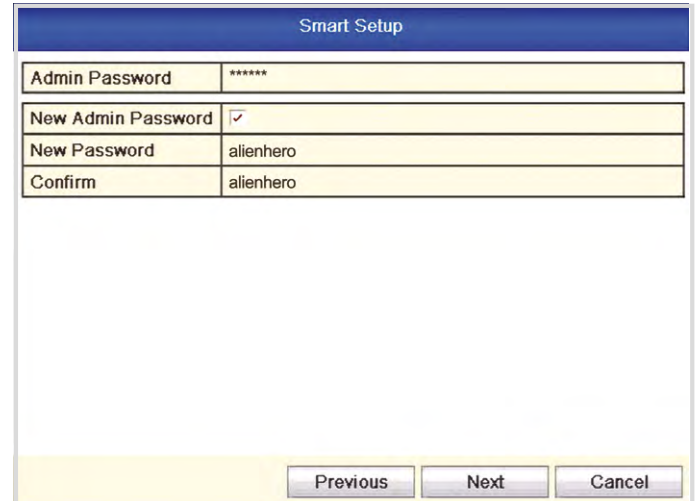 Smart Setup
Admin Password ******
New Admin Password
New Password alienhero
Confirm alienhero
Previous Next Cancel